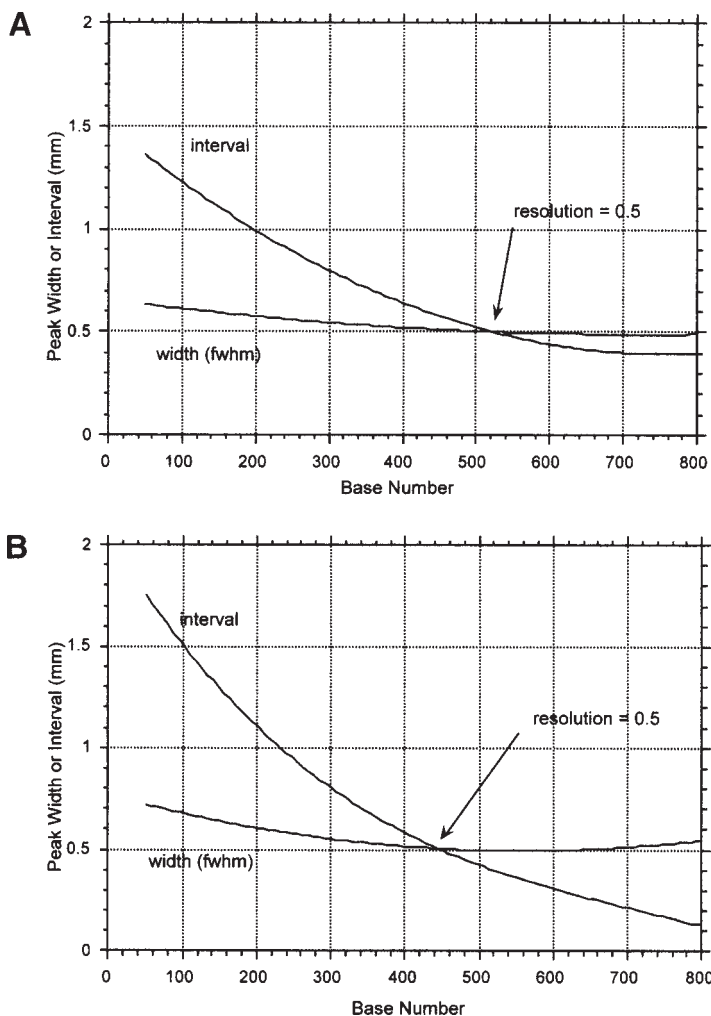 A
2
1.5
1
0.5
0
Peak Width or Interval (mm)
interval
resolution = 0.5
width (fwhm)
0 100 200 300 400 500 600 700 800
Base Number
B
2
1.5
1
0.5
0
Peak Width or Interval (mm)
interval
resolution = 0.5
width (fwhm)
0 100 200 300 400 500 600 700 800
Base Number